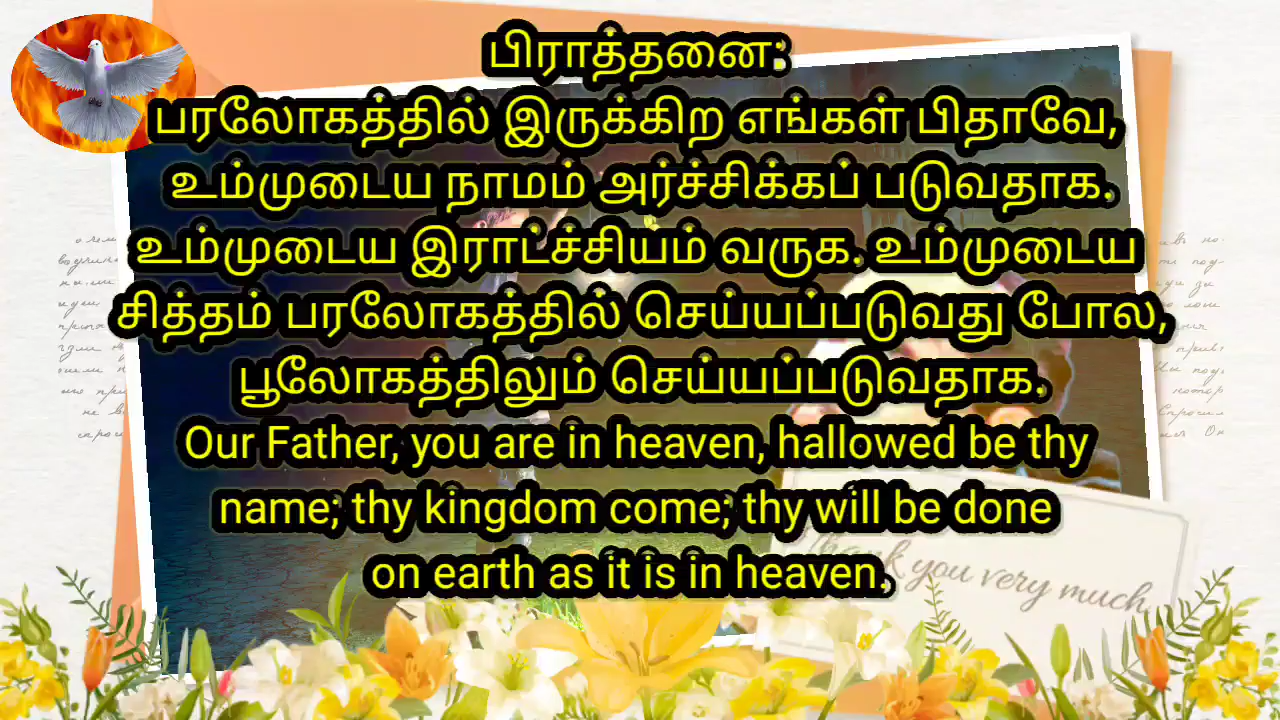 பிராத்தனை:
பரலோகத்தில் இருக்கிற எங்கள் பிதாவே,
உம்முடைய நாமம் அர்ச்சிக்கப் படுவதாக.
உம்முடைய இராட்ச்சியம் வருக. உம்முடைய
சித்தம் பரலோகத்தில் செய்யப்படுவது போல,
பூலோகத்திலும் செய்யப்படுவதாக.
Our Father, you are in heaven, hallowed be thy
name; thy kingdom come; thy will be done
on earth as it is in heaven.
Thank you very much